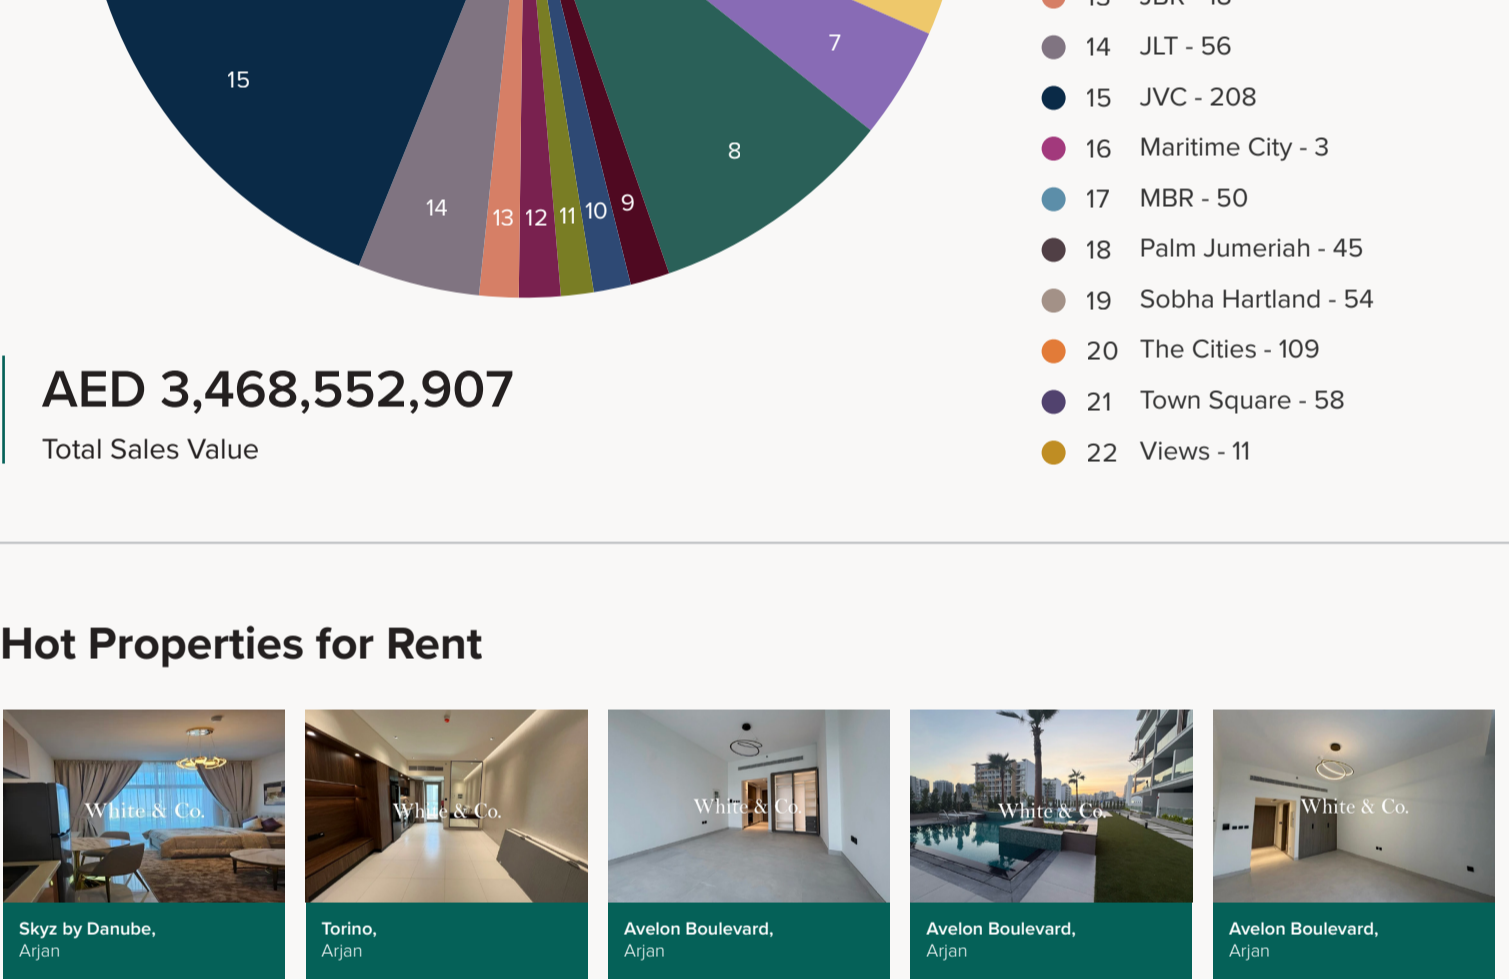 15
14
13
12
11
10
9
8
7
13 JBR - 18
14 JLT - 56
15 JVC - 208
16 Maritime City - 3
17 MBR - 50
18 Palm Jumeriah - 45
19 Sobha Hartland - 54
20 The Cities - 109
21 Town Square - 58
22 Views - 11
AED 3,468,552,907
Total Sales Value
Hot Properties for Rent
White & Co.
White & Co.
White & Co.
White & Co.
White & Co.
Skyz by Danube,
Arjan
Torino,
Arjan
Avelon Boulevard,
Arjan
Avelon Boulevard,
Arjan
Avelon Boulevard,
Arjan